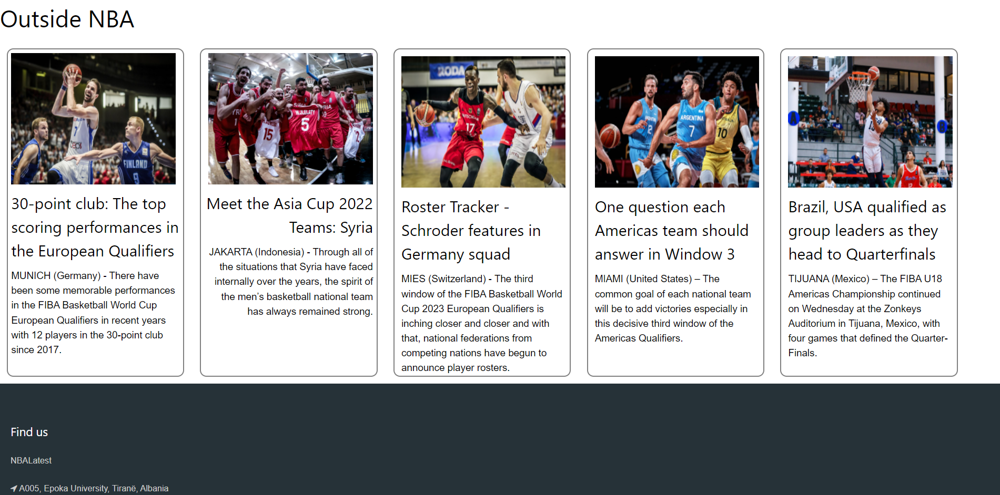 Outside NBA
RODA
7
FINLAND
9
30-point club: The top
scoring performances in
the European Qualifiers
MUNICH (Germany) - There have
been some memorable performances
in the FIBA Basketball World Cup
European Qualifiers in recent years
with 12 players in the 30-point club
since 2017.
15
5
Meet the Asia Cup 2022
Teams: Syria
JAKARTA (Indonesia) - Through all of
the situations that Syria have faced
internally over the years, the spirit of
the men’s basketball national team
has always remained strong.
17
Roster Tracker -
Schroder features in
Germany squad
MIES (Switzerland) - The third
window of the FIBA Basketball World
Cup 2023 European Qualifiers is
inching closer and closer and with
that, national federations from
competing nations have begun to
announce player rosters.
ARGENTINA
7
10
One question each
Americas team should
answer in Window 3
MIAMI (United States) – The
common goal of each national team
will be to add victories especially in
this decisive third window of the
Americas Qualifiers.
Brazil, USA qualified as
group leaders as they
head to Quarterfinals
TIJUANA (Mexico) – The FIBA U18
Americas Championship continued
on Wednesday at the Zonkeys
Auditorium in Tijuana, Mexico, with
four games that defined the Quarter-
Finals.
Find us
NBALatest
A005, Epoka University, Tiranë, Albania